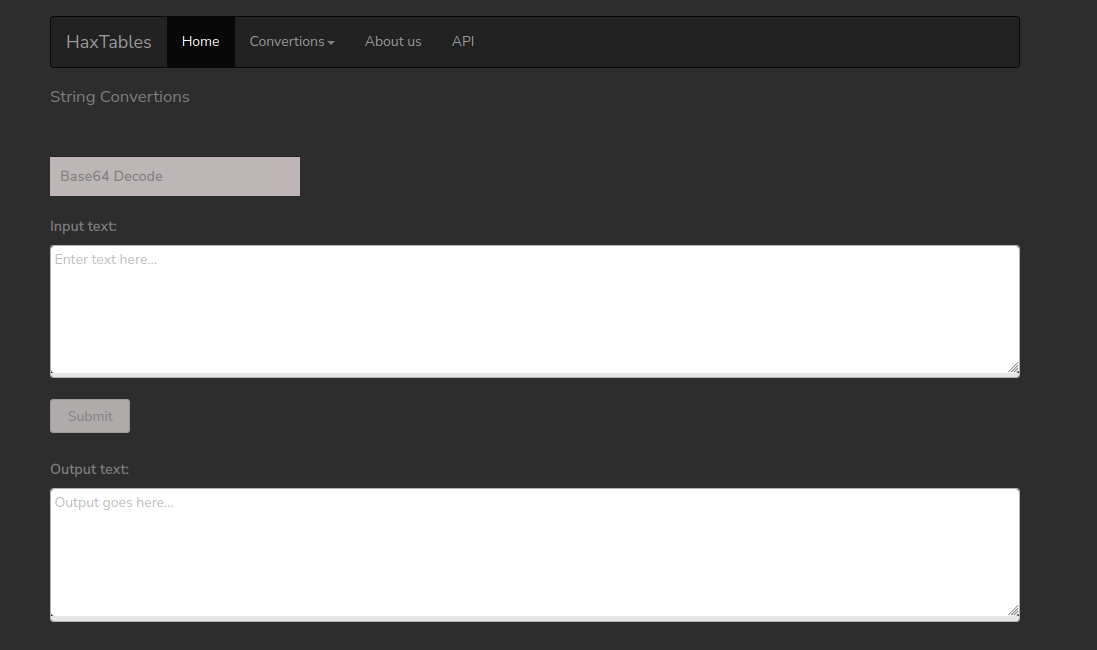 HaxTables Home Convertions About us API
String Convertions
Base64 Decode
Input text:
Enter text here...
Submit
Output text:
Output goes here...